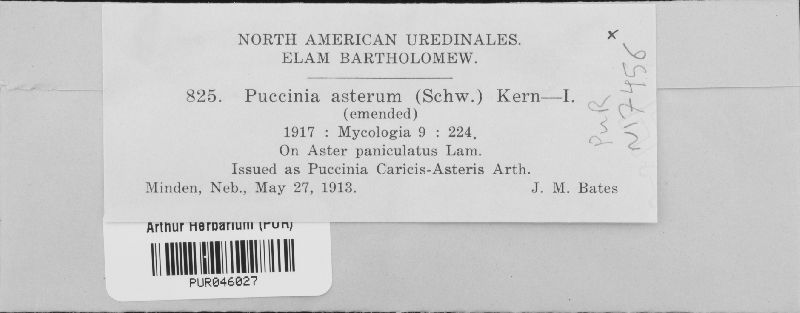 NORTH AMERICAN UREDINALES.
ELAM BARTHOLOMEW.
825. Puccinia asterum (Schw.) Kern—I.
(emended)
1917 : Mycologia 9 : 224.
On Aster paniculatus Lam.
Issued as Puccinia Caricis-Asteris Arth.
Minden, Neb., May 27, 1913. J. M. Bates
x
PUR
N17456
Arthur Herbarium (PUR)
PUR046027